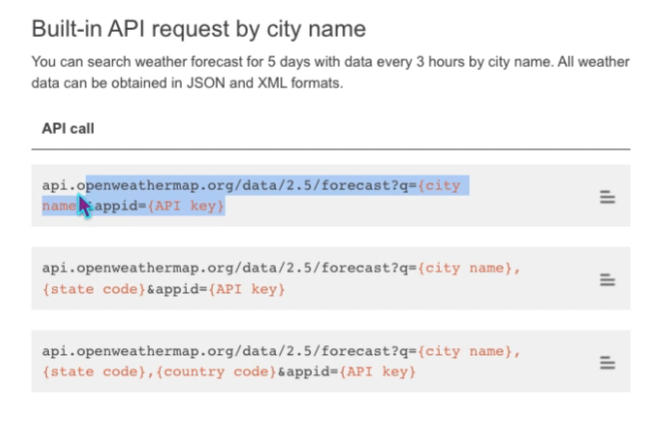 Built-in API request by city name
You can search weather forecast for 5 days with data every 3 hours by city name. All weather
data can be obtained in JSON and XML formats.
API call
api.openweathermap.org/data/2.5/forecast?q={city
name}&appid={API key}
api.openweathermap.org/data/2.5/forecast?q={city name},
{state code}&appid={API key}
api.openweathermap.org/data/2.5/forecast?q={city name},
{state code},{country code}&appid={API key}